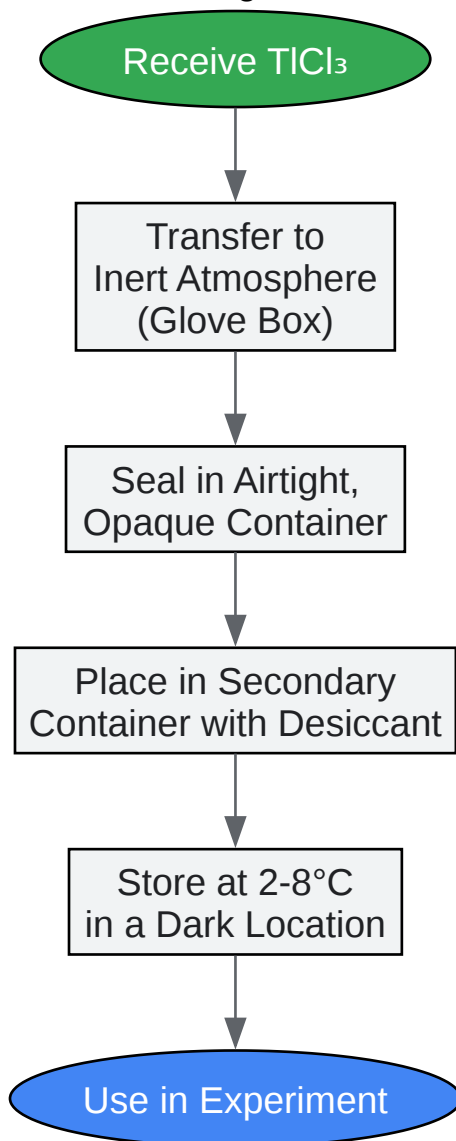 Receive TlCl₃
Transfer to
Inert Atmosphere
(Glove Box)
Seal in Airtight,
Opaque Container
Place in Secondary
Container with Desiccant
Store at 2-8°C
in a Dark Location
Use in Experiment